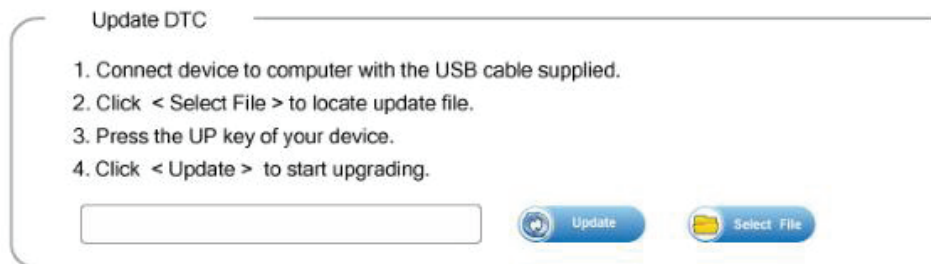 Update DTC
1. Connect device to computer with the USB cable supplied.
2. Click < Select File > to locate update file.
3. Press the UP key of your device.
4. Click < Update > to start upgrading.
Update Select File